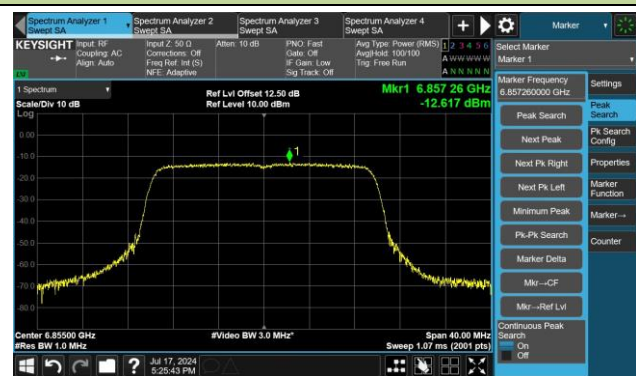 Spectrum Analyzer 1
Swept SA
Spectrum Analyzer 2
Swept SA
Spectrum Analyzer 3
Swept SA
Spectrum Analyzer 4
Swept SA
+
Marker
KEYSIGHT
Input: RF
Coupling: AC
Align: Auto
Input Z: 50 Ω
Corrections: Off
Freq Ref: Int (S)
NFE: Adaptive
Atten: 10 dB
PNO: Fast
Gate: Off
IF Gain: Low
Sig Track: Off
Avg Type: Power (RMS)
Avg|Hold: 100/100
Trig: Free Run
1 2 3 4 5 6
A W W W W W
A N N N N N
Select Marker
Marker 1
1 Spectrum
Scale/Div 10 dB
Log
Ref Lvl Offset 12.50 dB
Ref Level 10.00 dBm
Mkr1 6.857 26 GHz
-12.617 dBm
0.00
-10.0
-20.0
-30.0
-40.0
-50.0
-60.0
-70.0
-80.0
1
Center 6.85500 GHz
#Res BW 1.0 MHz
#Video BW 3.0 MHz*
Span 40.00 MHz
Sweep 1.07 ms (2001 pts)
Marker Frequency
6.857260000 GHz
Peak Search
Next Peak
Next Pk Right
Next Pk Left
Minimum Peak
Pk-Pk Search
Marker Delta
Mkr→CF
Mkr→Ref Lvl
Continuous Peak
Search
On
Off
Settings
Peak
Search
Pk Search
Config
Properties
Marker
Function
Marker→
Counter
?
Jul 17, 2024
5:25:43 PM